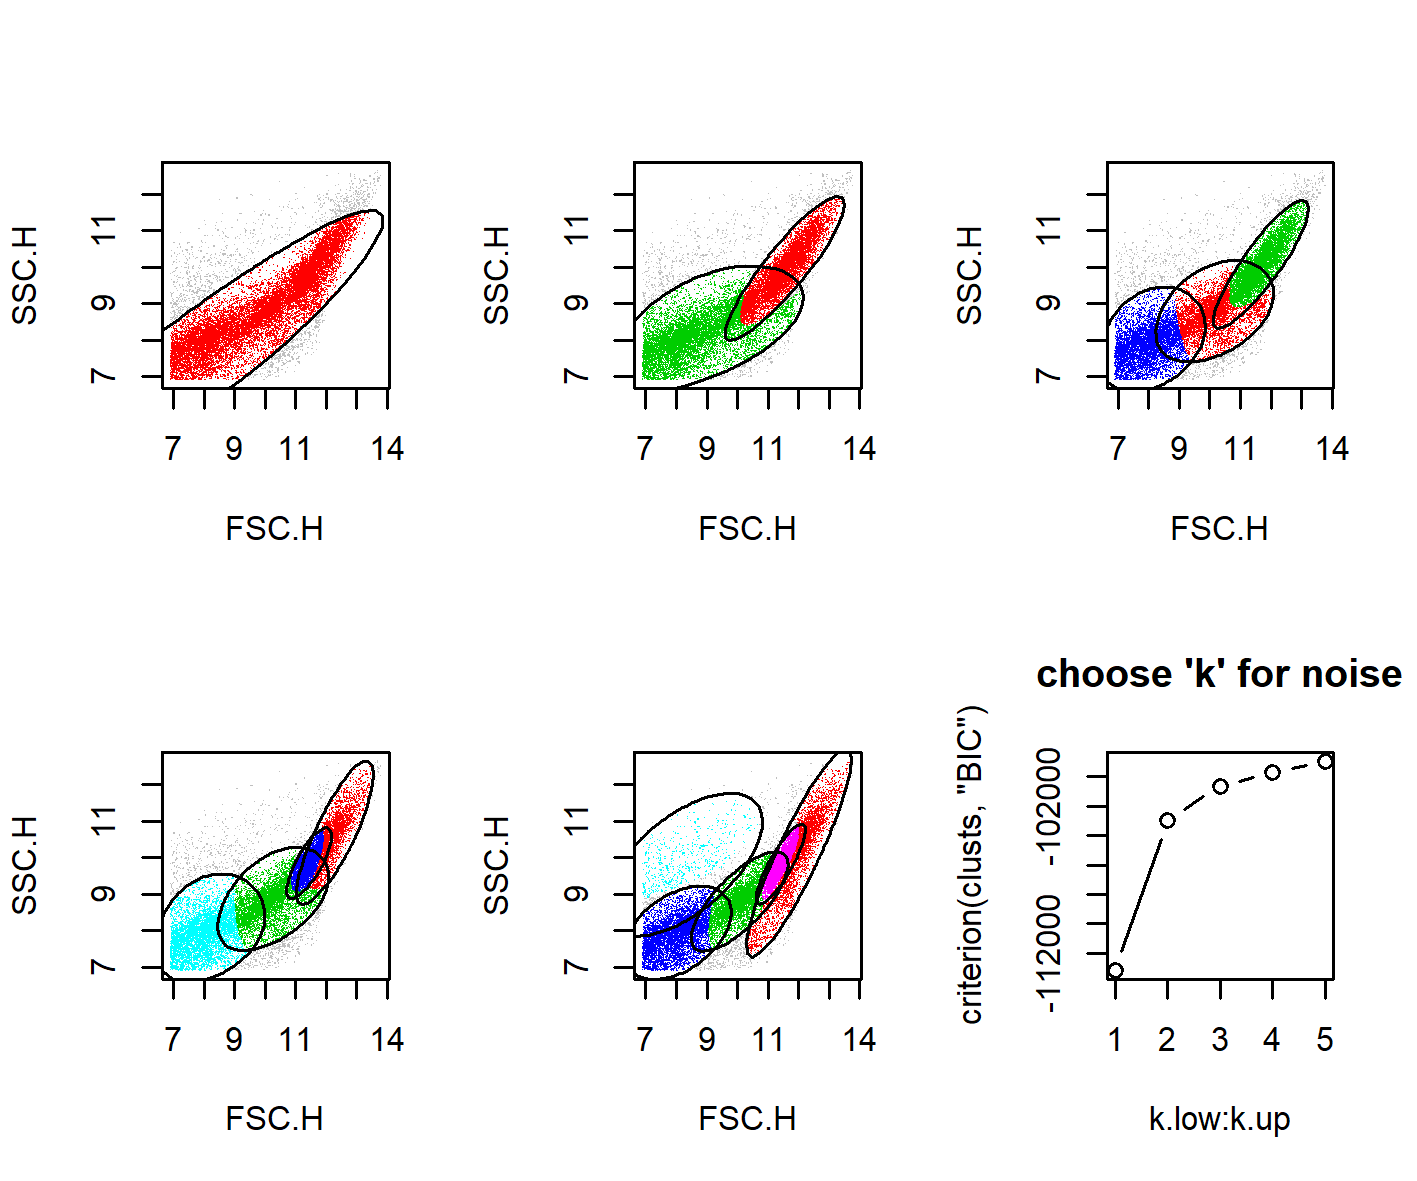 SSC.H
11
9
7
7 9 11 14
FSC.H
SSC.H
11
9
7
7 9 11 14
FSC.H
SSC.H
11
9
7
7 9 11 14
FSC.H
SSC.H
11
9
7
7 9 11 14
FSC.H
SSC.H
11
9
7
7 9 11 14
FSC.H
choose 'k' for noise
criterion(clusts, "BIC")
-102000
-112000
1 2 3 4 5
k.low:k.up